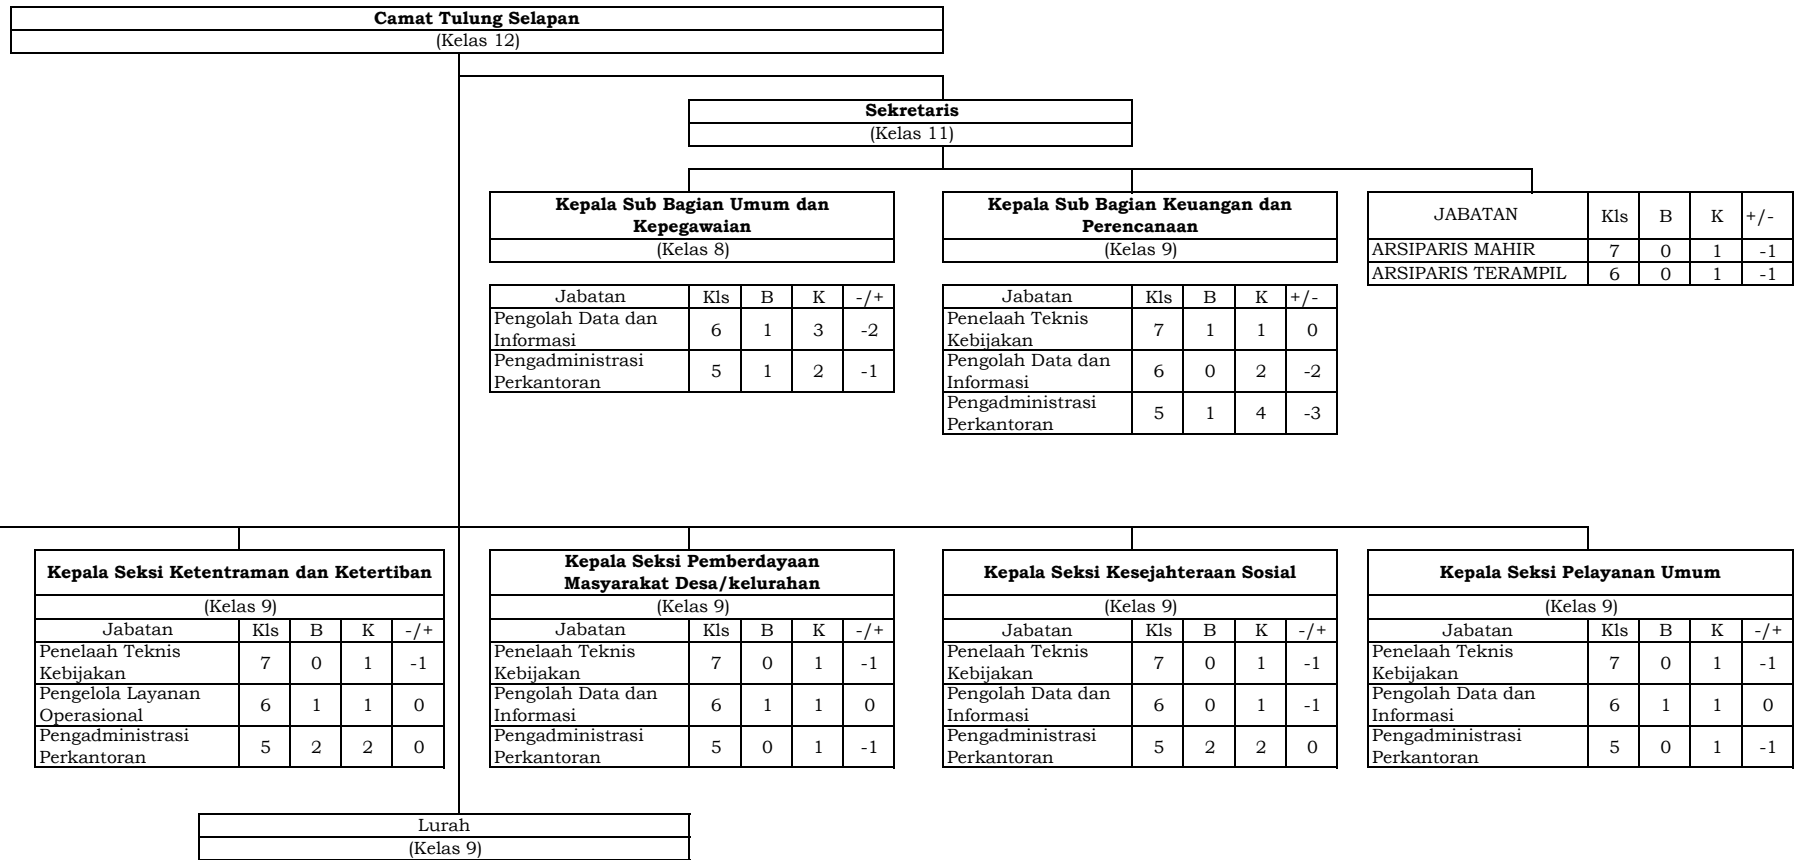 Camat Tulung Selapan
(Kelas 12)
Sekretaris
(Kelas 11)
Kepala Sub Bagian Umum dan
Kepegawaian
(Kelas 8)
Jabatan Kls B K -/+
Pengolah Data dan
Informasi 6 1 3 -2
Pengadministrasi
Perkantoran 5 1 2 -1
Kepala Sub Bagian Keuangan dan
Perencanaan
(Kelas 9)
Jabatan Kls B K +/-
Penelaah Teknis
Kebijakan 7 1 1 0
Pengolah Data dan
Informasi 6 0 2 -2
Pengadministrasi
Perkantoran 5 1 4 -3
JABATAN Kls B K +/-
ARSIPARIS MAHIR 7 0 1 -1
ARSIPARIS TERAMPIL 6 0 1 -1
Kepala Seksi Ketentraman dan Ketertiban
(Kelas 9)
Jabatan Kls B K -/+
Penelaah Teknis
Kebijakan 7 0 1 -1
Pengelola Layanan
Operasional 6 1 1 0
Pengadministrasi
Perkantoran 5 2 2 0
Kepala Seksi Pemberdayaan
Masyarakat Desa/kelurahan
(Kelas 9)
Jabatan Kls B K -/+
Penelaah Teknis
Kebijakan 7 0 1 -1
Pengolah Data dan
Informasi 6 1 1 0
Pengadministrasi
Perkantoran 5 0 1 -1
Kepala Seksi Kesejahteraan Sosial
(Kelas 9)
Jabatan Kls B K -/+
Penelaah Teknis
Kebijakan 7 0 1 -1
Pengolah Data dan
Informasi 6 0 1 -1
Pengadministrasi
Perkantoran 5 2 2 0
Kepala Seksi Pelayanan Umum
(Kelas 9)
Jabatan Kls B K -/+
Penelaah Teknis
Kebijakan 7 0 1 -1
Pengolah Data dan
Informasi 6 1 1 0
Pengadministrasi
Perkantoran 5 0 1 -1
Lurah
(Kelas 9)